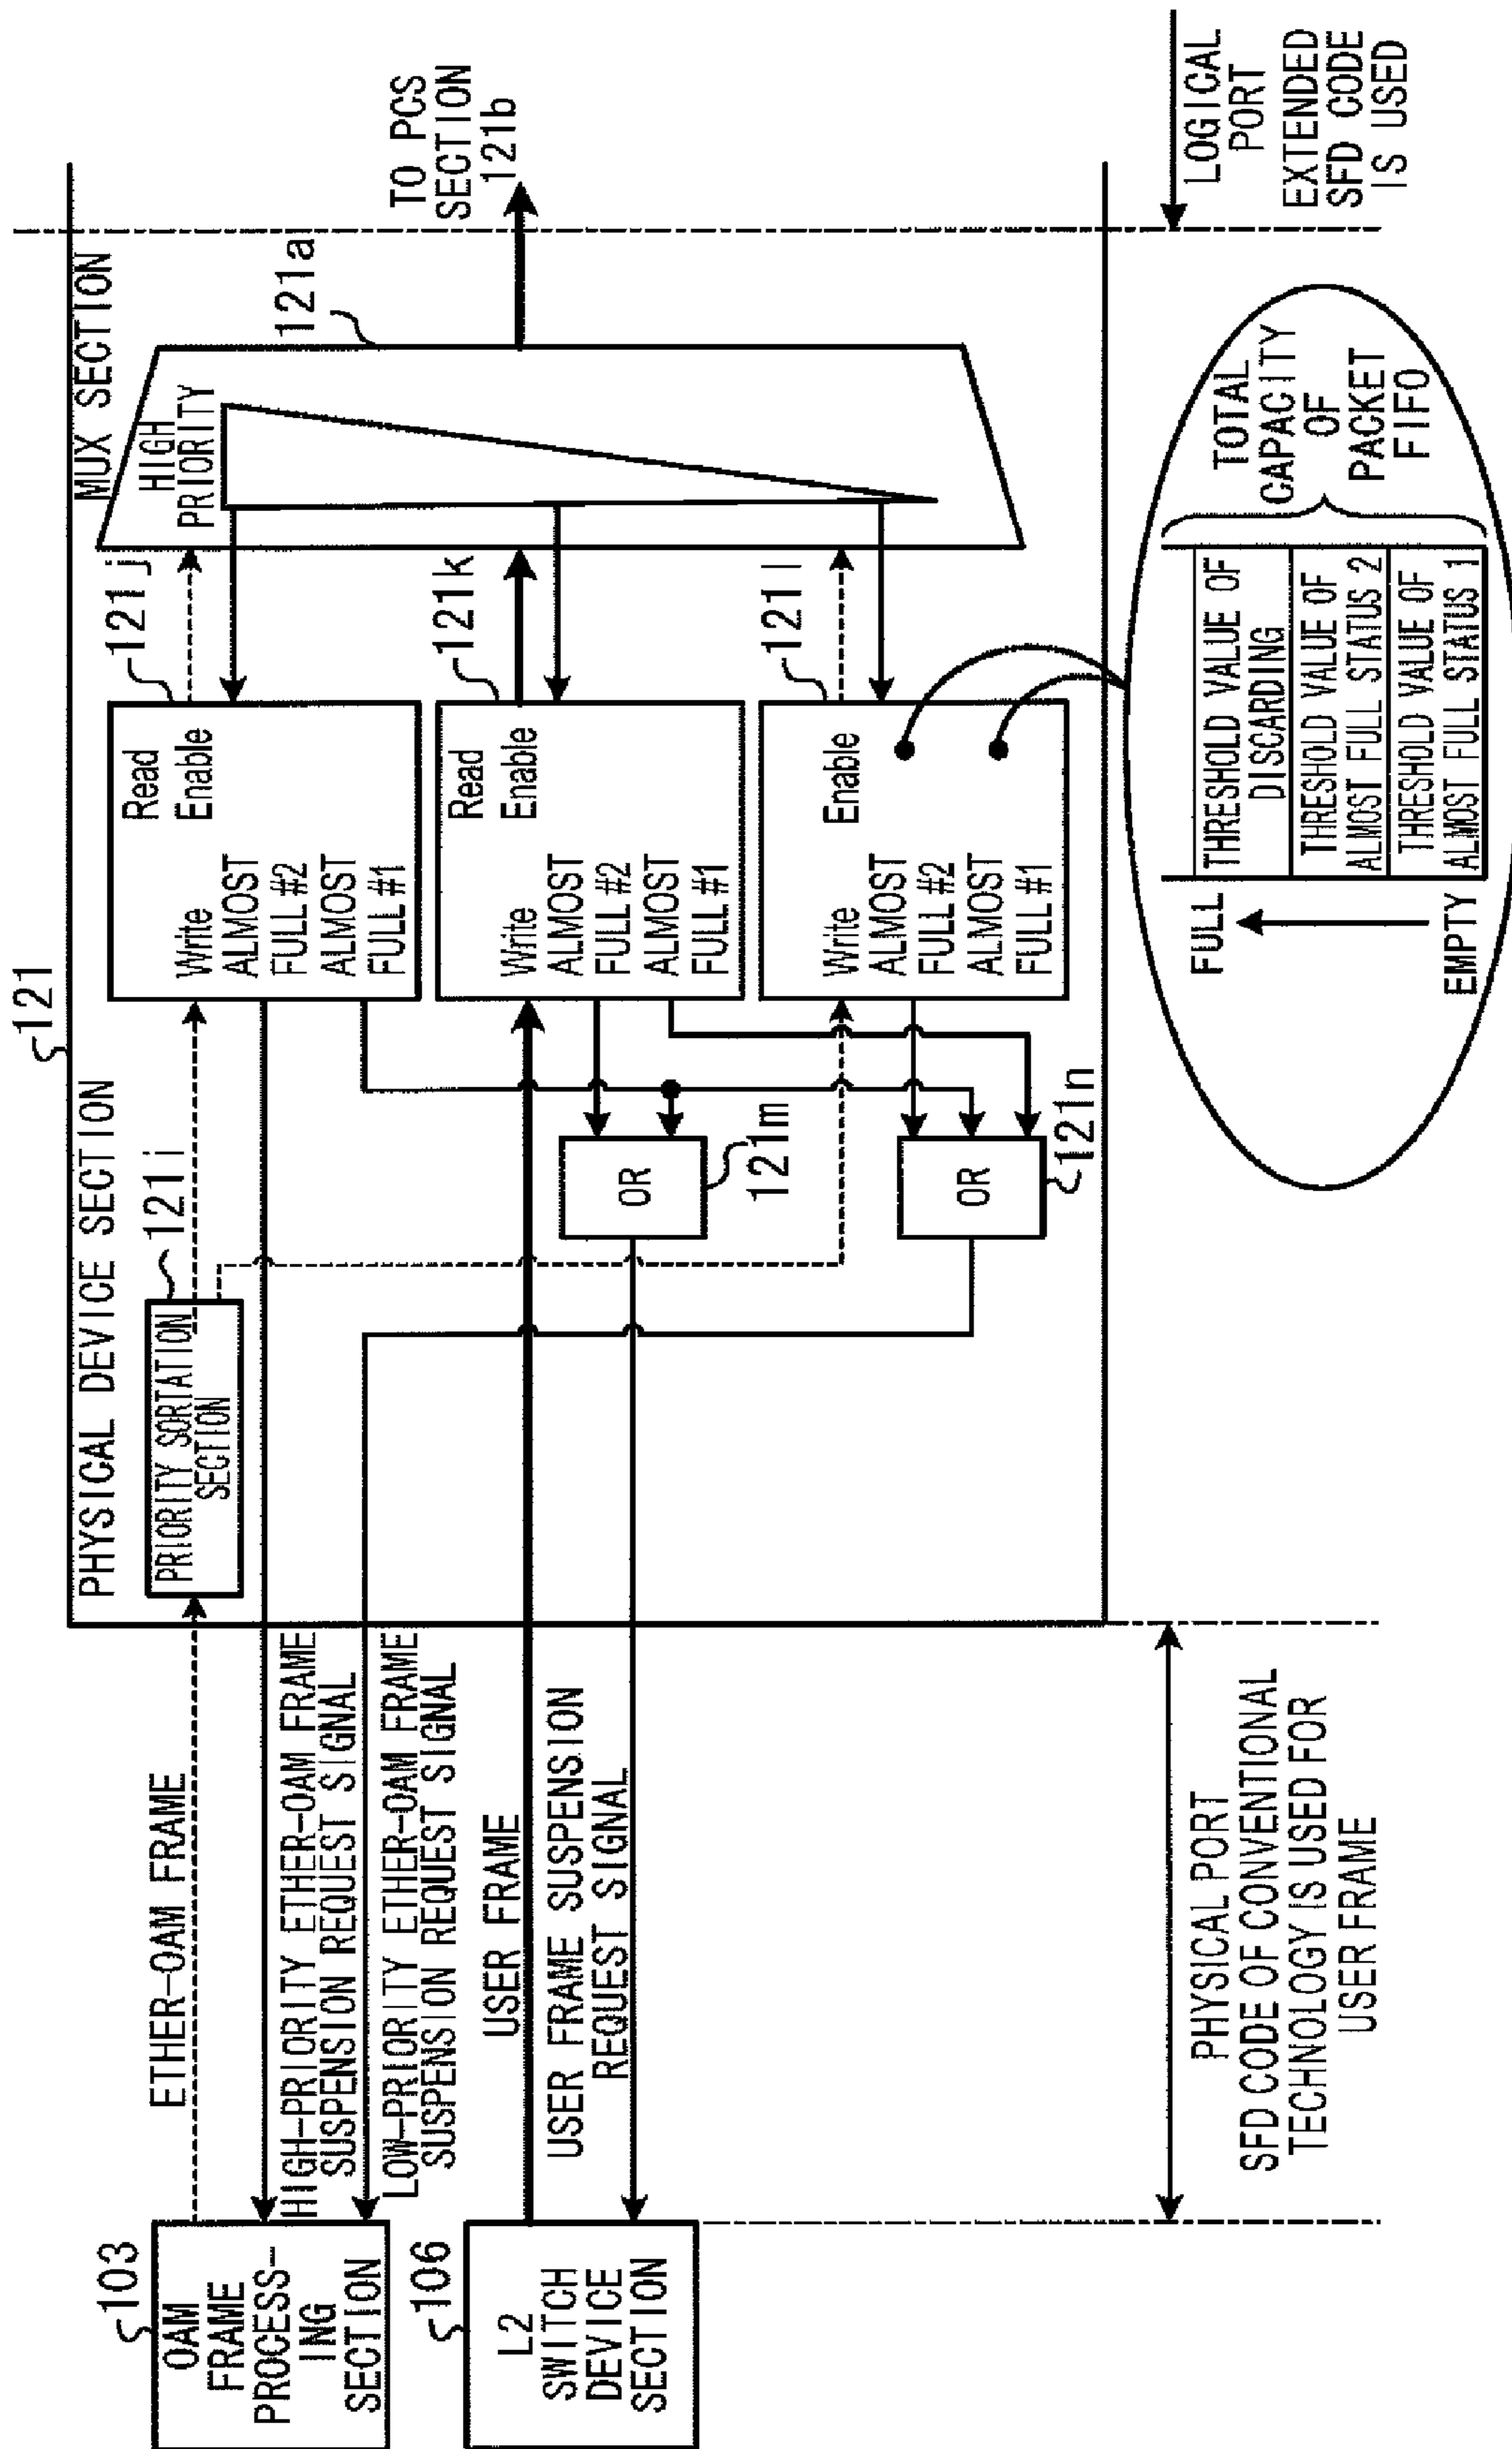 121
PHYSICAL DEVICE SECTION
103
OAM
FRAME
PROCESS-
ING
SECTION
ETHER-OAM FRAME
HIGH-PRIORITY ETHER-OAM FRAME
SUSPENSION REQUEST SIGNAL
LOW-PRIORITY ETHER-OAM FRAME
SUSPENSION REQUEST SIGNAL
106
L2
SWITCH
DEVICE
SECTION
USER FRAME
USER FRAME SUSPENSION
REQUEST SIGNAL
121i
PRIORITY SORTATION
SECTION
121j
Read
Write Enable
ALMOST
FULL #2
ALMOST
FULL #1
121k
Read
Write Enable
ALMOST
FULL #2
ALMOST
FULL #1
121l
Write Enable
ALMOST
FULL #2
ALMOST
FULL #1
OR
121m
OR
121n
MUX SECTION
121a
HIGH
PRIORITY
TO PCS
SECTION
121b
PHYSICAL PORT
SFD CODE OF CONVENTIONAL
TECHNOLOGY IS USED FOR
USER FRAME
LOGICAL
PORT
EXTENDED
SFD CODE
IS USED
FULL
EMPTY
THRESHOLD VALUE OF
DISCARDING
THRESHOLD VALUE OF
ALMOST FULL STATUS 2
THRESHOLD VALUE OF
ALMOST FULL STATUS 1
TOTAL
CAPACITY
OF
PACKET
FIFO